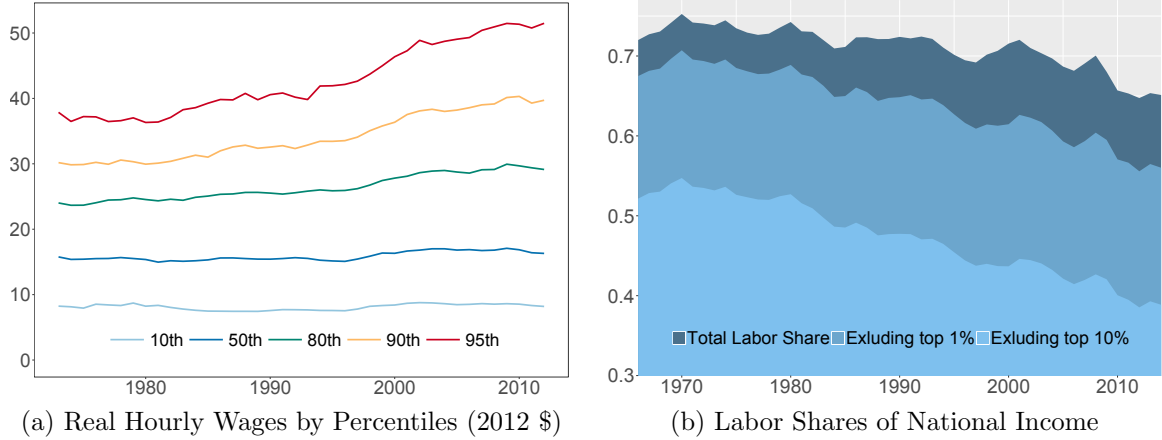 50
40
30
20
10
0
10th 50th 80th 90th 95th
1980 1990 2000 2010
(a) Real Hourly Wages by Percentiles (2012 $)
0.7
0.6
0.5
0.4
0.3
Total Labor Share Exluding top 1% Exluding top 10%
1970 1980 1990 2000 2010
(b) Labor Shares of National Income